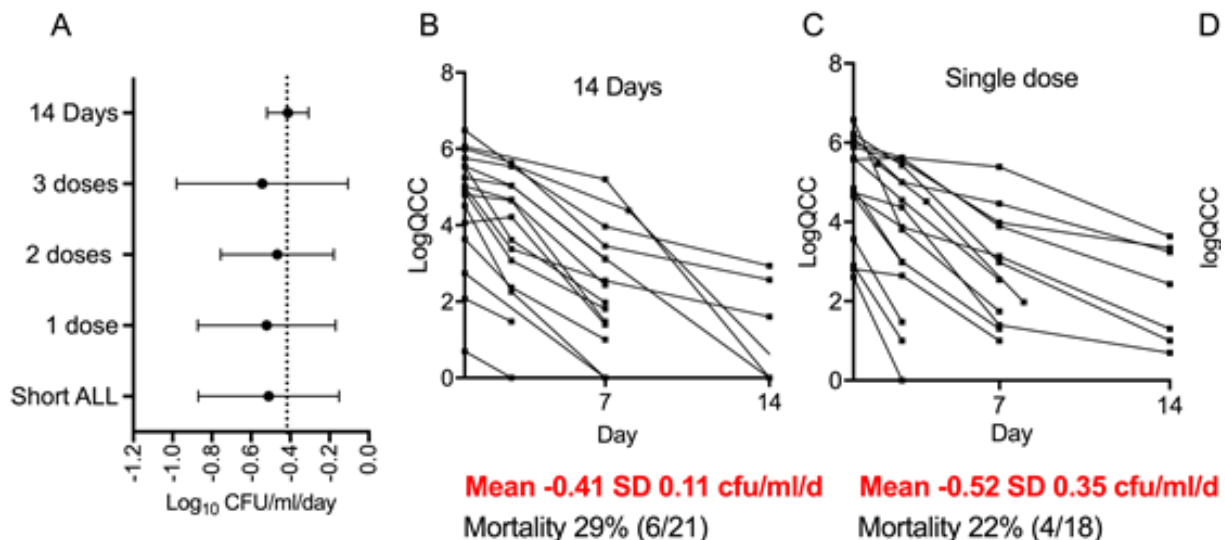 A
14 Days
3 doses
2 doses
1 dose
Short ALL
-1.2
-1.0
-0.8
-0.6
-0.4
-0.2
0.0
Log10 CFU/ml/day
B
14 Days
LogQCC
8
6
4
2
0
7
14
Day
Mean -0.41 SD 0.11 cfu/ml/d
Mortality 29% (6/21)
C
Single dose
LogQCC
8
6
4
2
0
7
14
Day
Mean -0.52 SD 0.35 cfu/ml/d
Mortality 22% (4/18)
D
logQCC